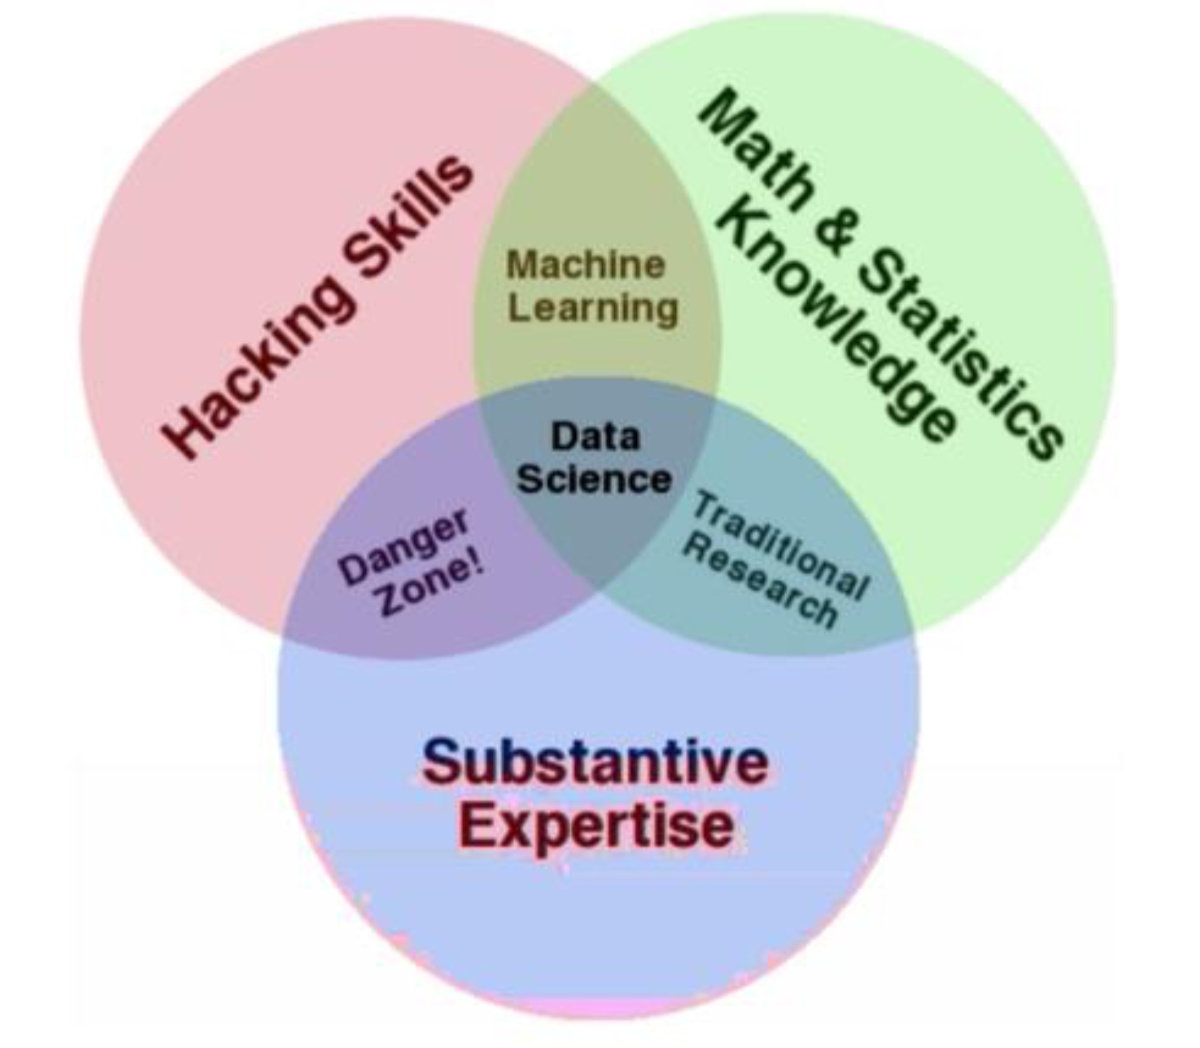 Hacking Skills
Math & Statistics
Knowledge
Machine
Learning
Data
Science
Danger
Zone!
Traditional
Research
Substantive
Expertise